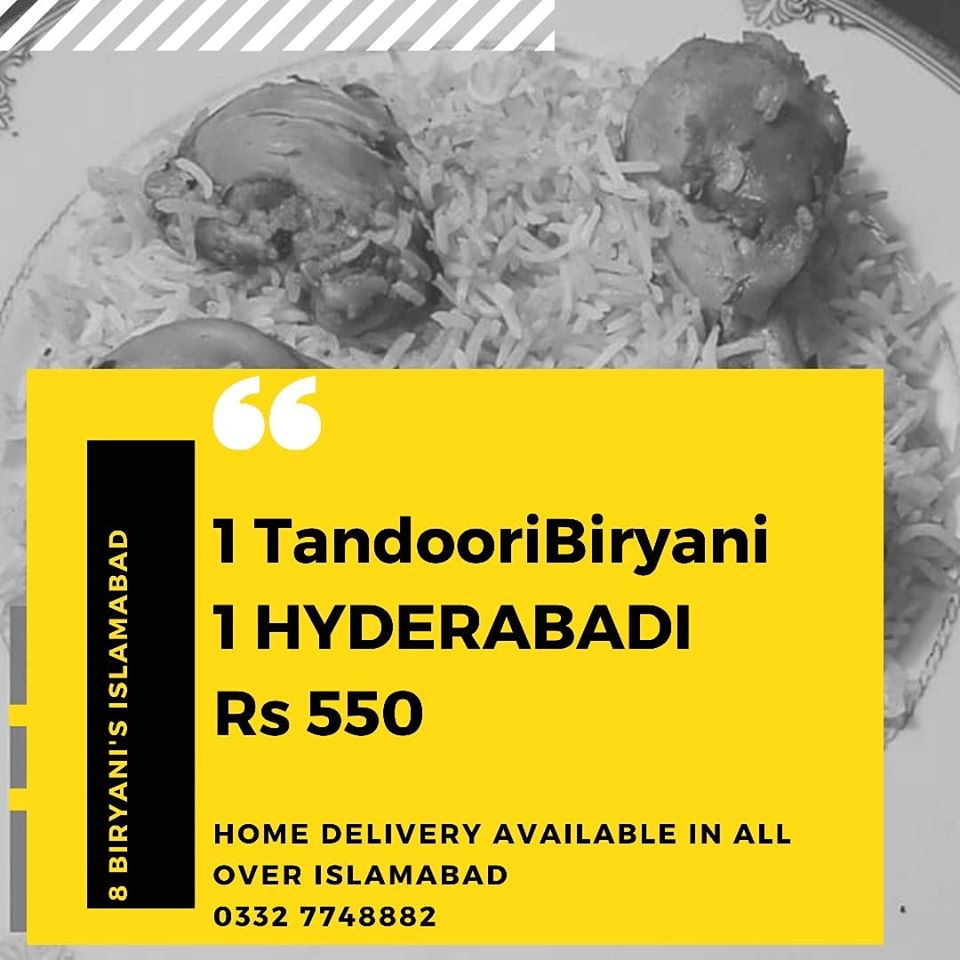 “
1 TandooriBiryani
1 HYDERABADI
Rs 550
HOME DELIVERY AVAILABLE IN ALL
OVER ISLAMABAD
0332 7748882
8 BIRYANI'S ISLAMABAD